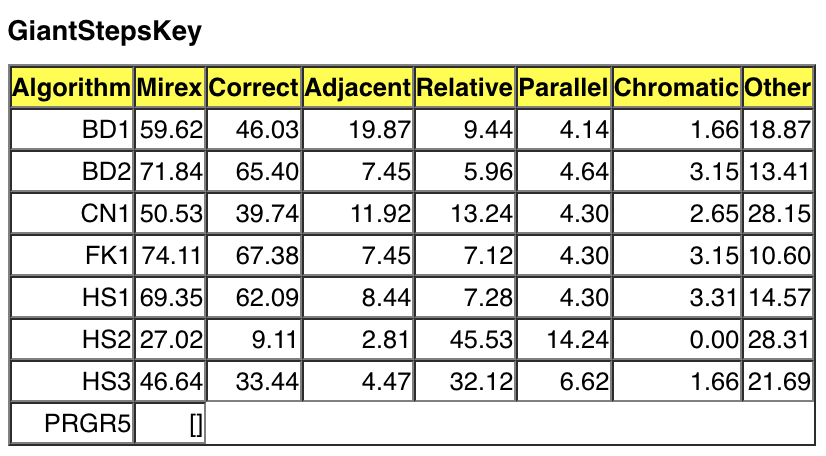 GiantStepsKey
Algorithm Mirex Correct Adjacent Relative Parallel Chromatic Other
BD1 59.62 46.03 19.87 9.44 4.14 1.66 18.87
BD2 71.84 65.40 7.45 5.96 4.64 3.15 13.41
CN1 50.53 39.74 11.92 13.24 4.30 2.65 28.15
FK1 74.11 67.38 7.45 7.12 4.30 3.15 10.60
HS1 69.35 62.09 8.44 7.28 4.30 3.31 14.57
HS2 27.02 9.11 2.81 45.53 14.24 0.00 28.31
HS3 46.64 33.44 4.47 32.12 6.62 1.66 21.69
PRGR5 []